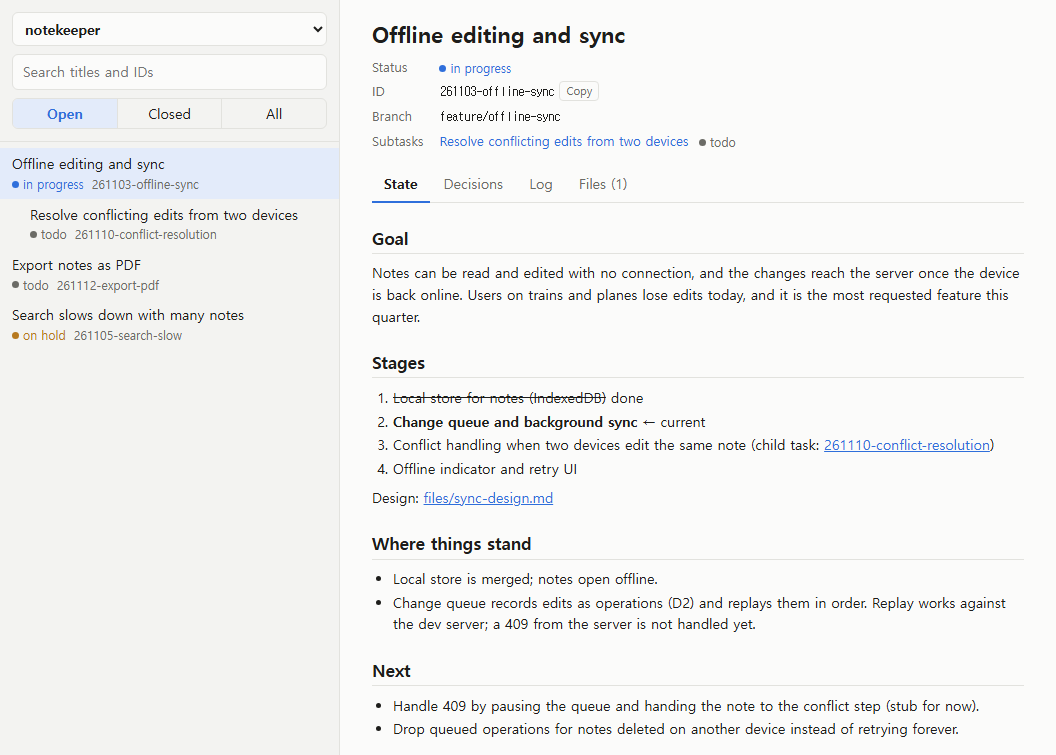 notekeeper
Search titles and IDs
Open Closed All
Offline editing and sync
in progress 261103-offline-sync
Resolve conflicting edits from two devices
todo 261110-conflict-resolution
Export notes as PDF
todo 261112-export-pdf
Search slows down with many notes
on hold 261105-search-slow
Offline editing and sync
Status in progress
ID 261103-offline-sync Copy
Branch feature/offline-sync
Subtasks Resolve conflicting edits from two devices todo
State Decisions Log Files (1)
Goal
Notes can be read and edited with no connection, and the changes reach the server once the device
is back online. Users on trains and planes lose edits today, and it is the most requested feature this
quarter.
Stages
1. Local store for notes (IndexedDB) done
2. Change queue and background sync ← current
3. Conflict handling when two devices edit the same note (child task: 261110-conflict-resolution)
4. Offline indicator and retry UI
Design: files/sync-design.md
Where things stand
• Local store is merged; notes open offline.
• Change queue records edits as operations (D2) and replays them in order. Replay works against
the dev server; a 409 from the server is not handled yet.
Next
• Handle 409 by pausing the queue and handing the note to the conflict step (stub for now).
• Drop queued operations for notes deleted on another device instead of retrying forever.